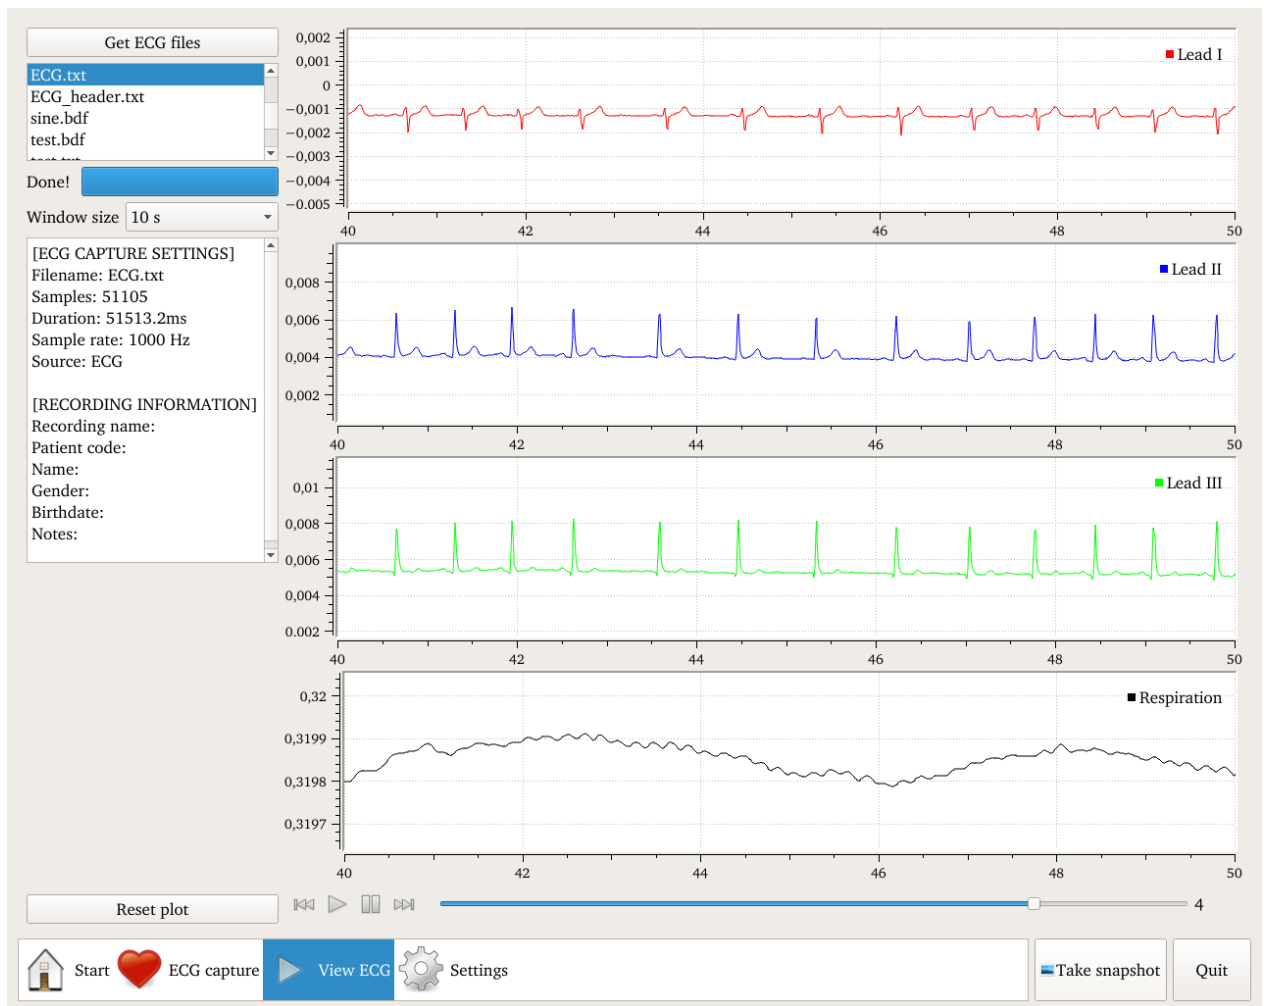 Get ECG files
ECG.txt
ECG_header.txt
sine.bdf
test.bdf
test.txt
Done!
Window size 10 s
[ECG CAPTURE SETTINGS]
Filename: ECG.txt
Samples: 51105
Duration: 51513.2ms
Sample rate: 1000 Hz
Source: ECG
[RECORDING INFORMATION]
Recording name:
Patient code:
Name:
Gender:
Birthdate:
Notes:
Reset plot
0,002
0,001
0
−0,001
−0,002
−0,003
−0,004
−0.005
Lead I
40 42 44 46 48 50
0,008
0,006
0,004
0,002
Lead II
40 42 44 46 48 50
0,01
0,008
0,006
0,004
0.002
Lead III
40 42 44 46 48 50
0,32
0,3199
0,3198
0,3197
Respiration
40 42 44 46 48 50
4
Start ECG capture View ECG Settings Take snapshot Quit